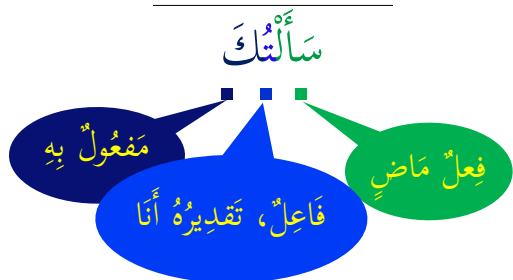 سَأَلْتُكَ
فِعلٌ مَاضٍ
فَاعِلٌ، تَقدِيرُهُ أَنَا
مَفعُولٌ بِهِ